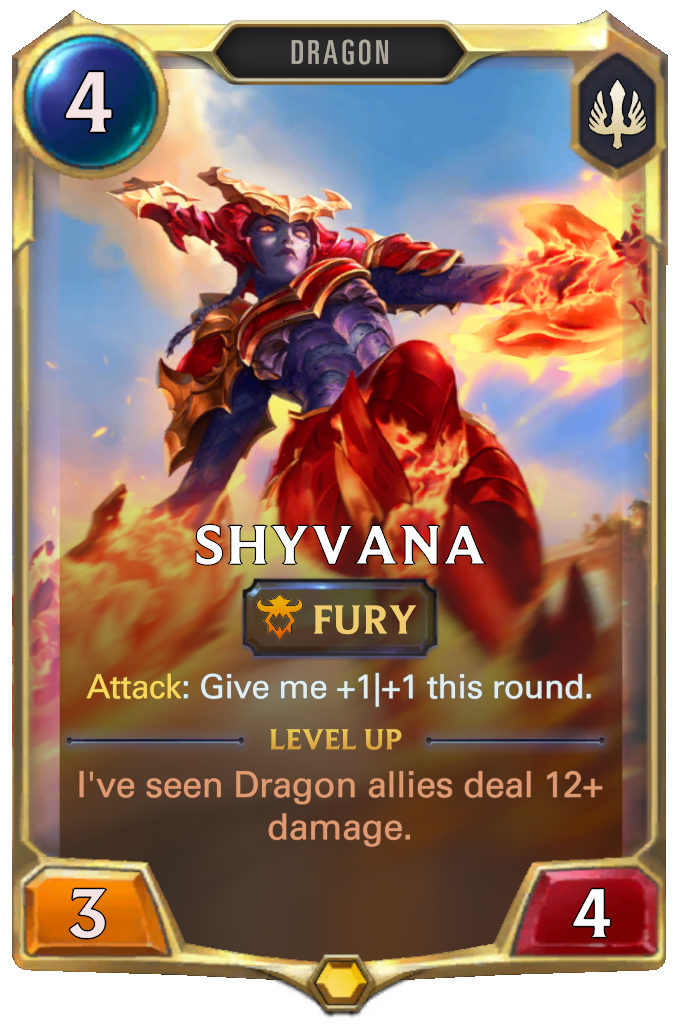 DRAGON
4
SHYVANA
FURY
Attack: Give me +1|+1 this round.
LEVEL UP
I've seen Dragon allies deal 12+
damage.
3
4